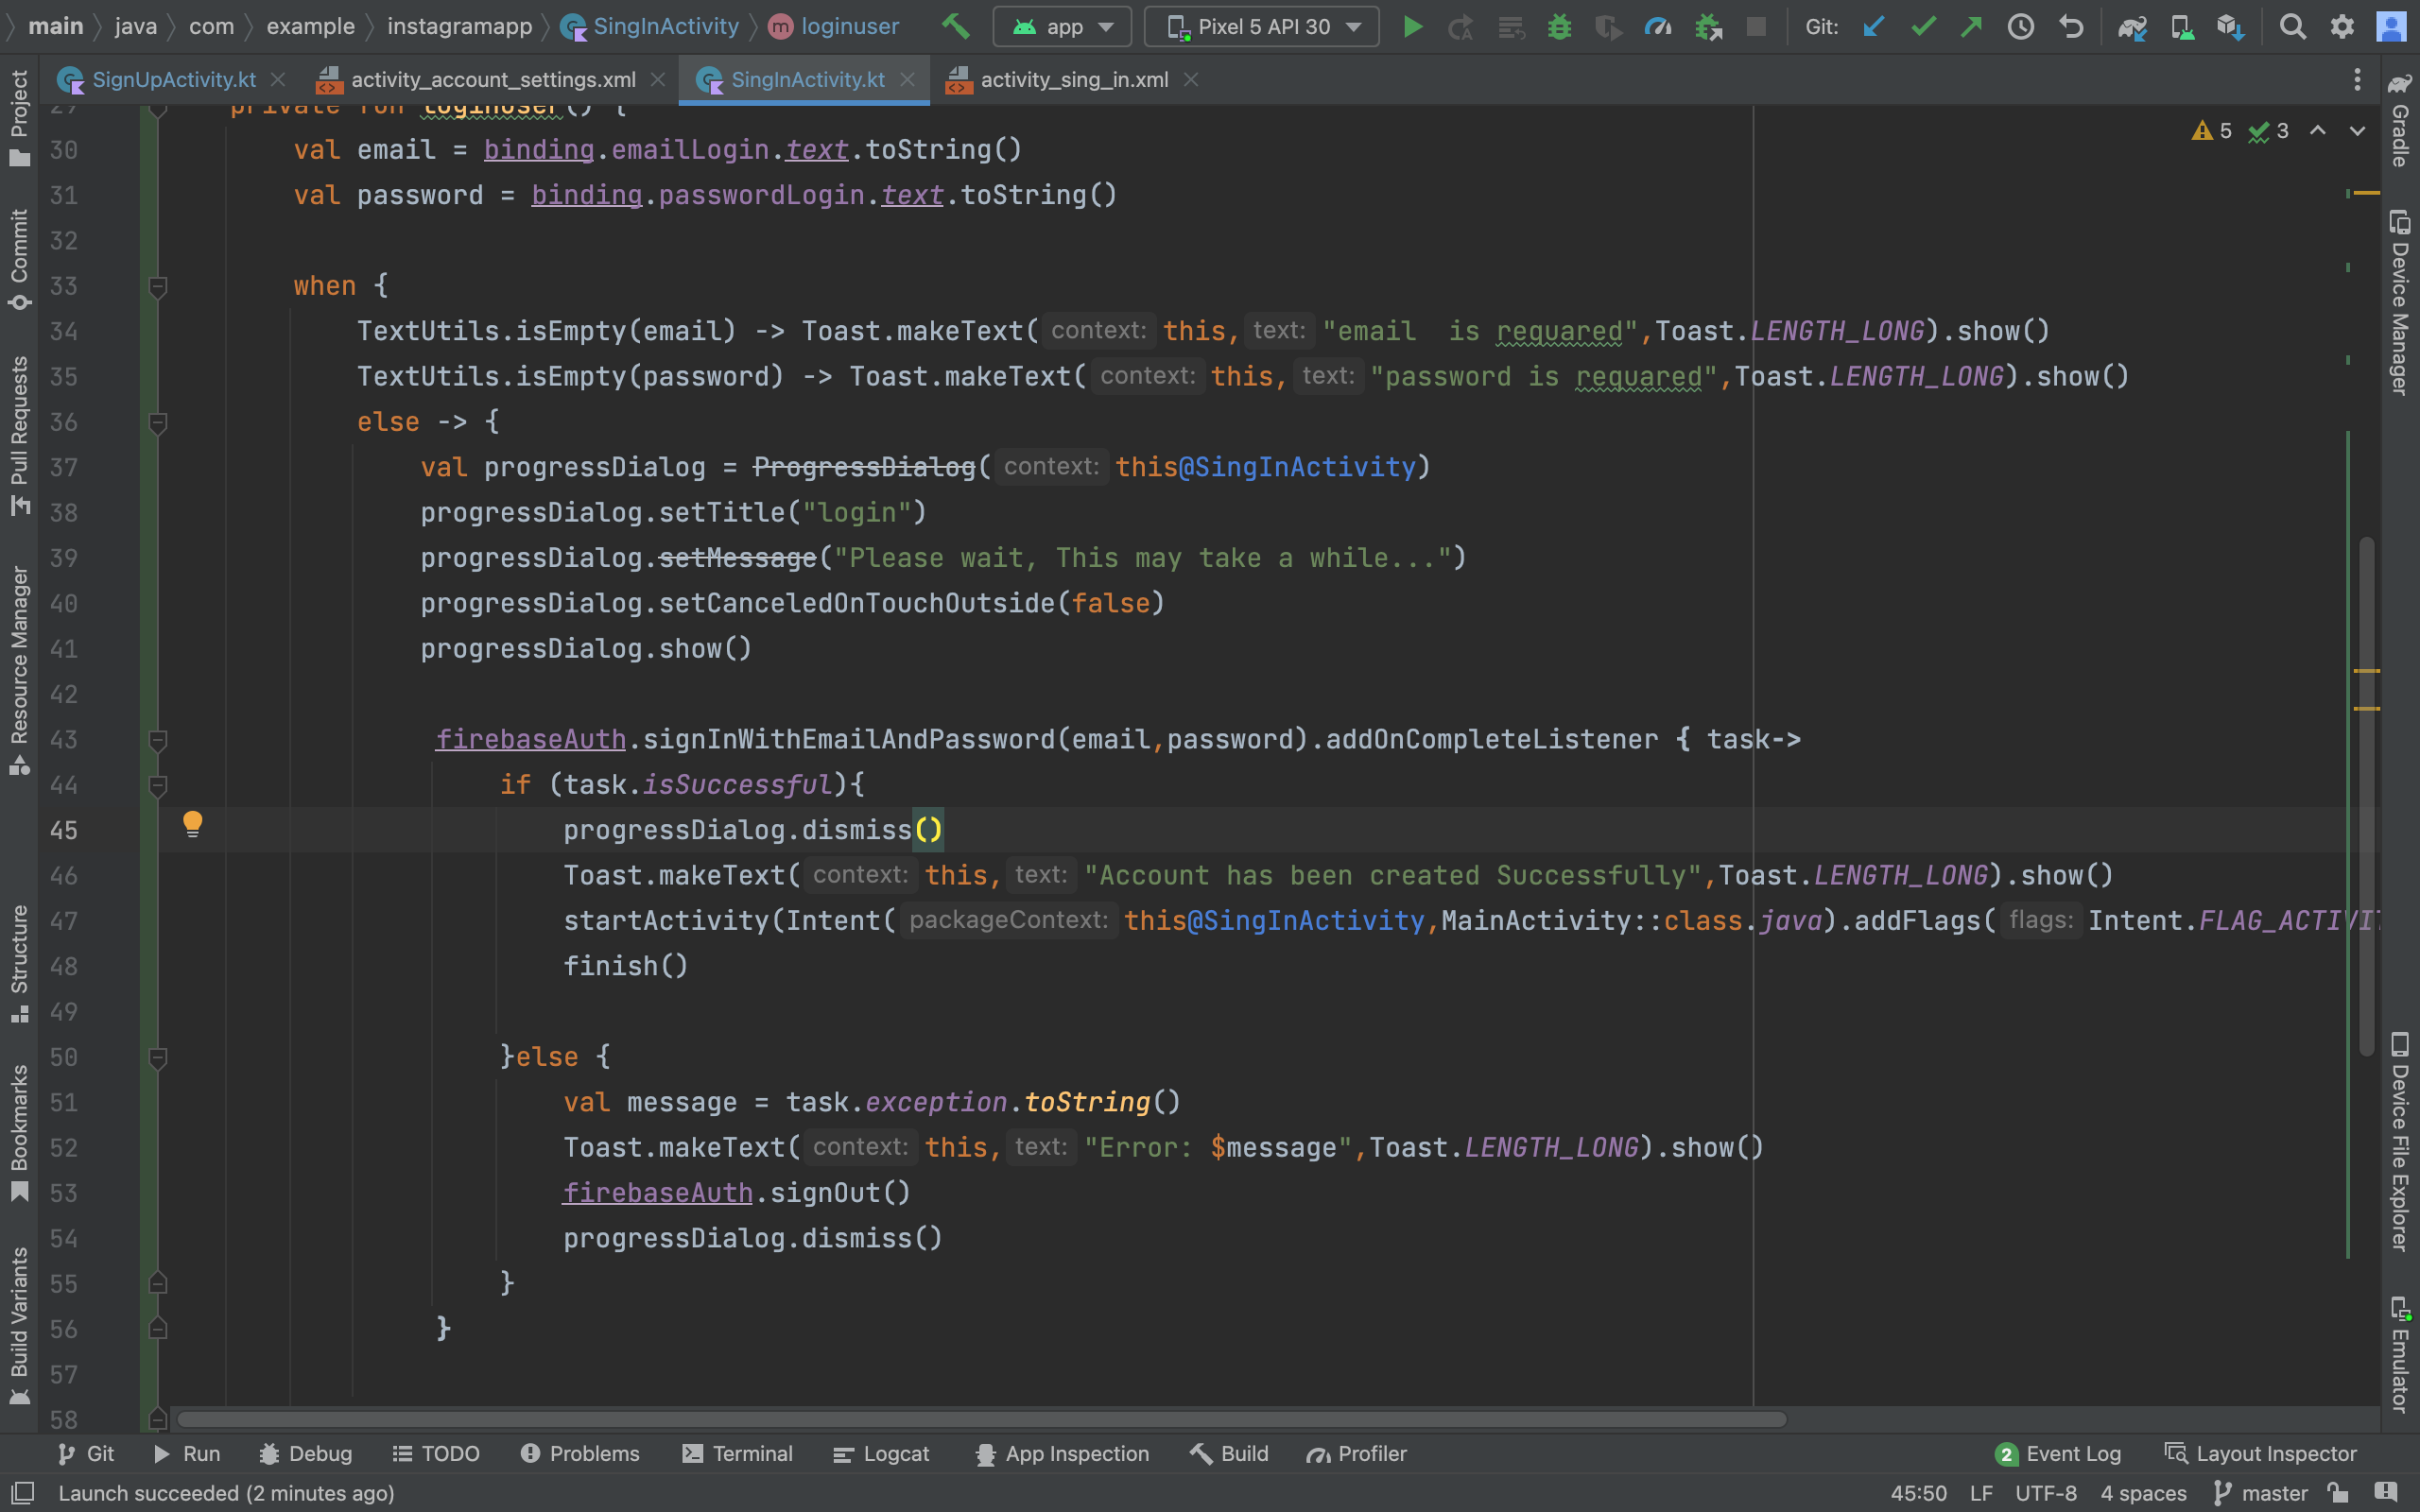 main java com example instagramapp SingInActivity m loginuser app Pixel 5 API 30 Git:
SignUpActivity.kt activity_account_settings.xml SingInActivity.kt activity_sing_in.xml
5 3
29 private fun loginuser() {
30 val email = binding.emailLogin.text.toString()
31 val password = binding.passwordLogin.text.toString()
32
33 when {
34 TextUtils.isEmpty(email) -> Toast.makeText( context: this, text: "email  is requared",Toast.LENGTH_LONG).show()
35 TextUtils.isEmpty(password) -> Toast.makeText( context: this, text: "password is requared",Toast.LENGTH_LONG).show()
36 else -> {
37 val progressDialog = ProgressDialog( context: this@SingInActivity)
38 progressDialog.setTitle("login")
39 progressDialog.setMessage("Please wait, This may take a while...")
40 progressDialog.setCanceledOnTouchOutside(false)
41 progressDialog.show()
42
43 firebaseAuth.signInWithEmailAndPassword(email,password).addOnCompleteListener { task->
44 if (task.isSuccessful){
45 progressDialog.dismiss()
46 Toast.makeText( context: this, text: "Account has been created Successfully",Toast.LENGTH_LONG).show()
47 startActivity(Intent( packageContext: this@SingInActivity,MainActivity::class.java).addFlags( flags: Intent.FLAG_ACTIVIT
48 finish()
49
50 }else {
51 val message = task.exception.toString()
52 Toast.makeText( context: this, text: "Error: $message",Toast.LENGTH_LONG).show()
53 firebaseAuth.signOut()
54 progressDialog.dismiss()
55 }
56 }
57
58
Project
Commit
Pull Requests
Resource Manager
Structure
Bookmarks
Build Variants
Gradle
Device Manager
Device File Explorer
Emulator
Git Run Debug TODO Problems Terminal Logcat App Inspection Build Profiler 2 Event Log Layout Inspector
Launch succeeded (2 minutes ago) 45:50 LF UTF-8 4 spaces master